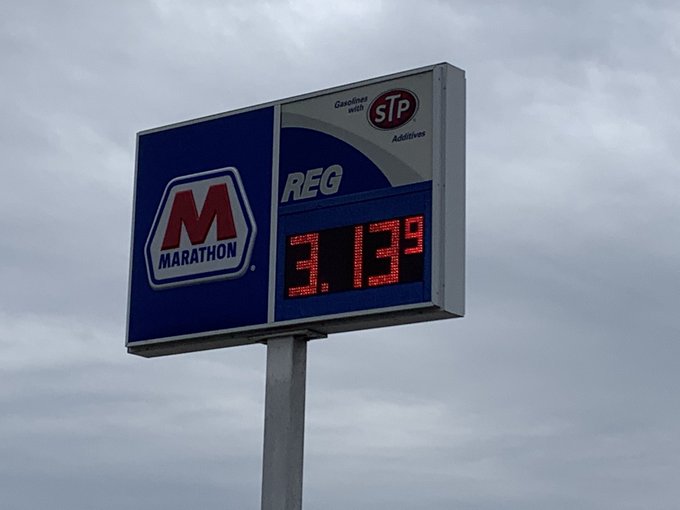 M
MARATHON
Gasolines
with
STP
Additives
REG
3.139